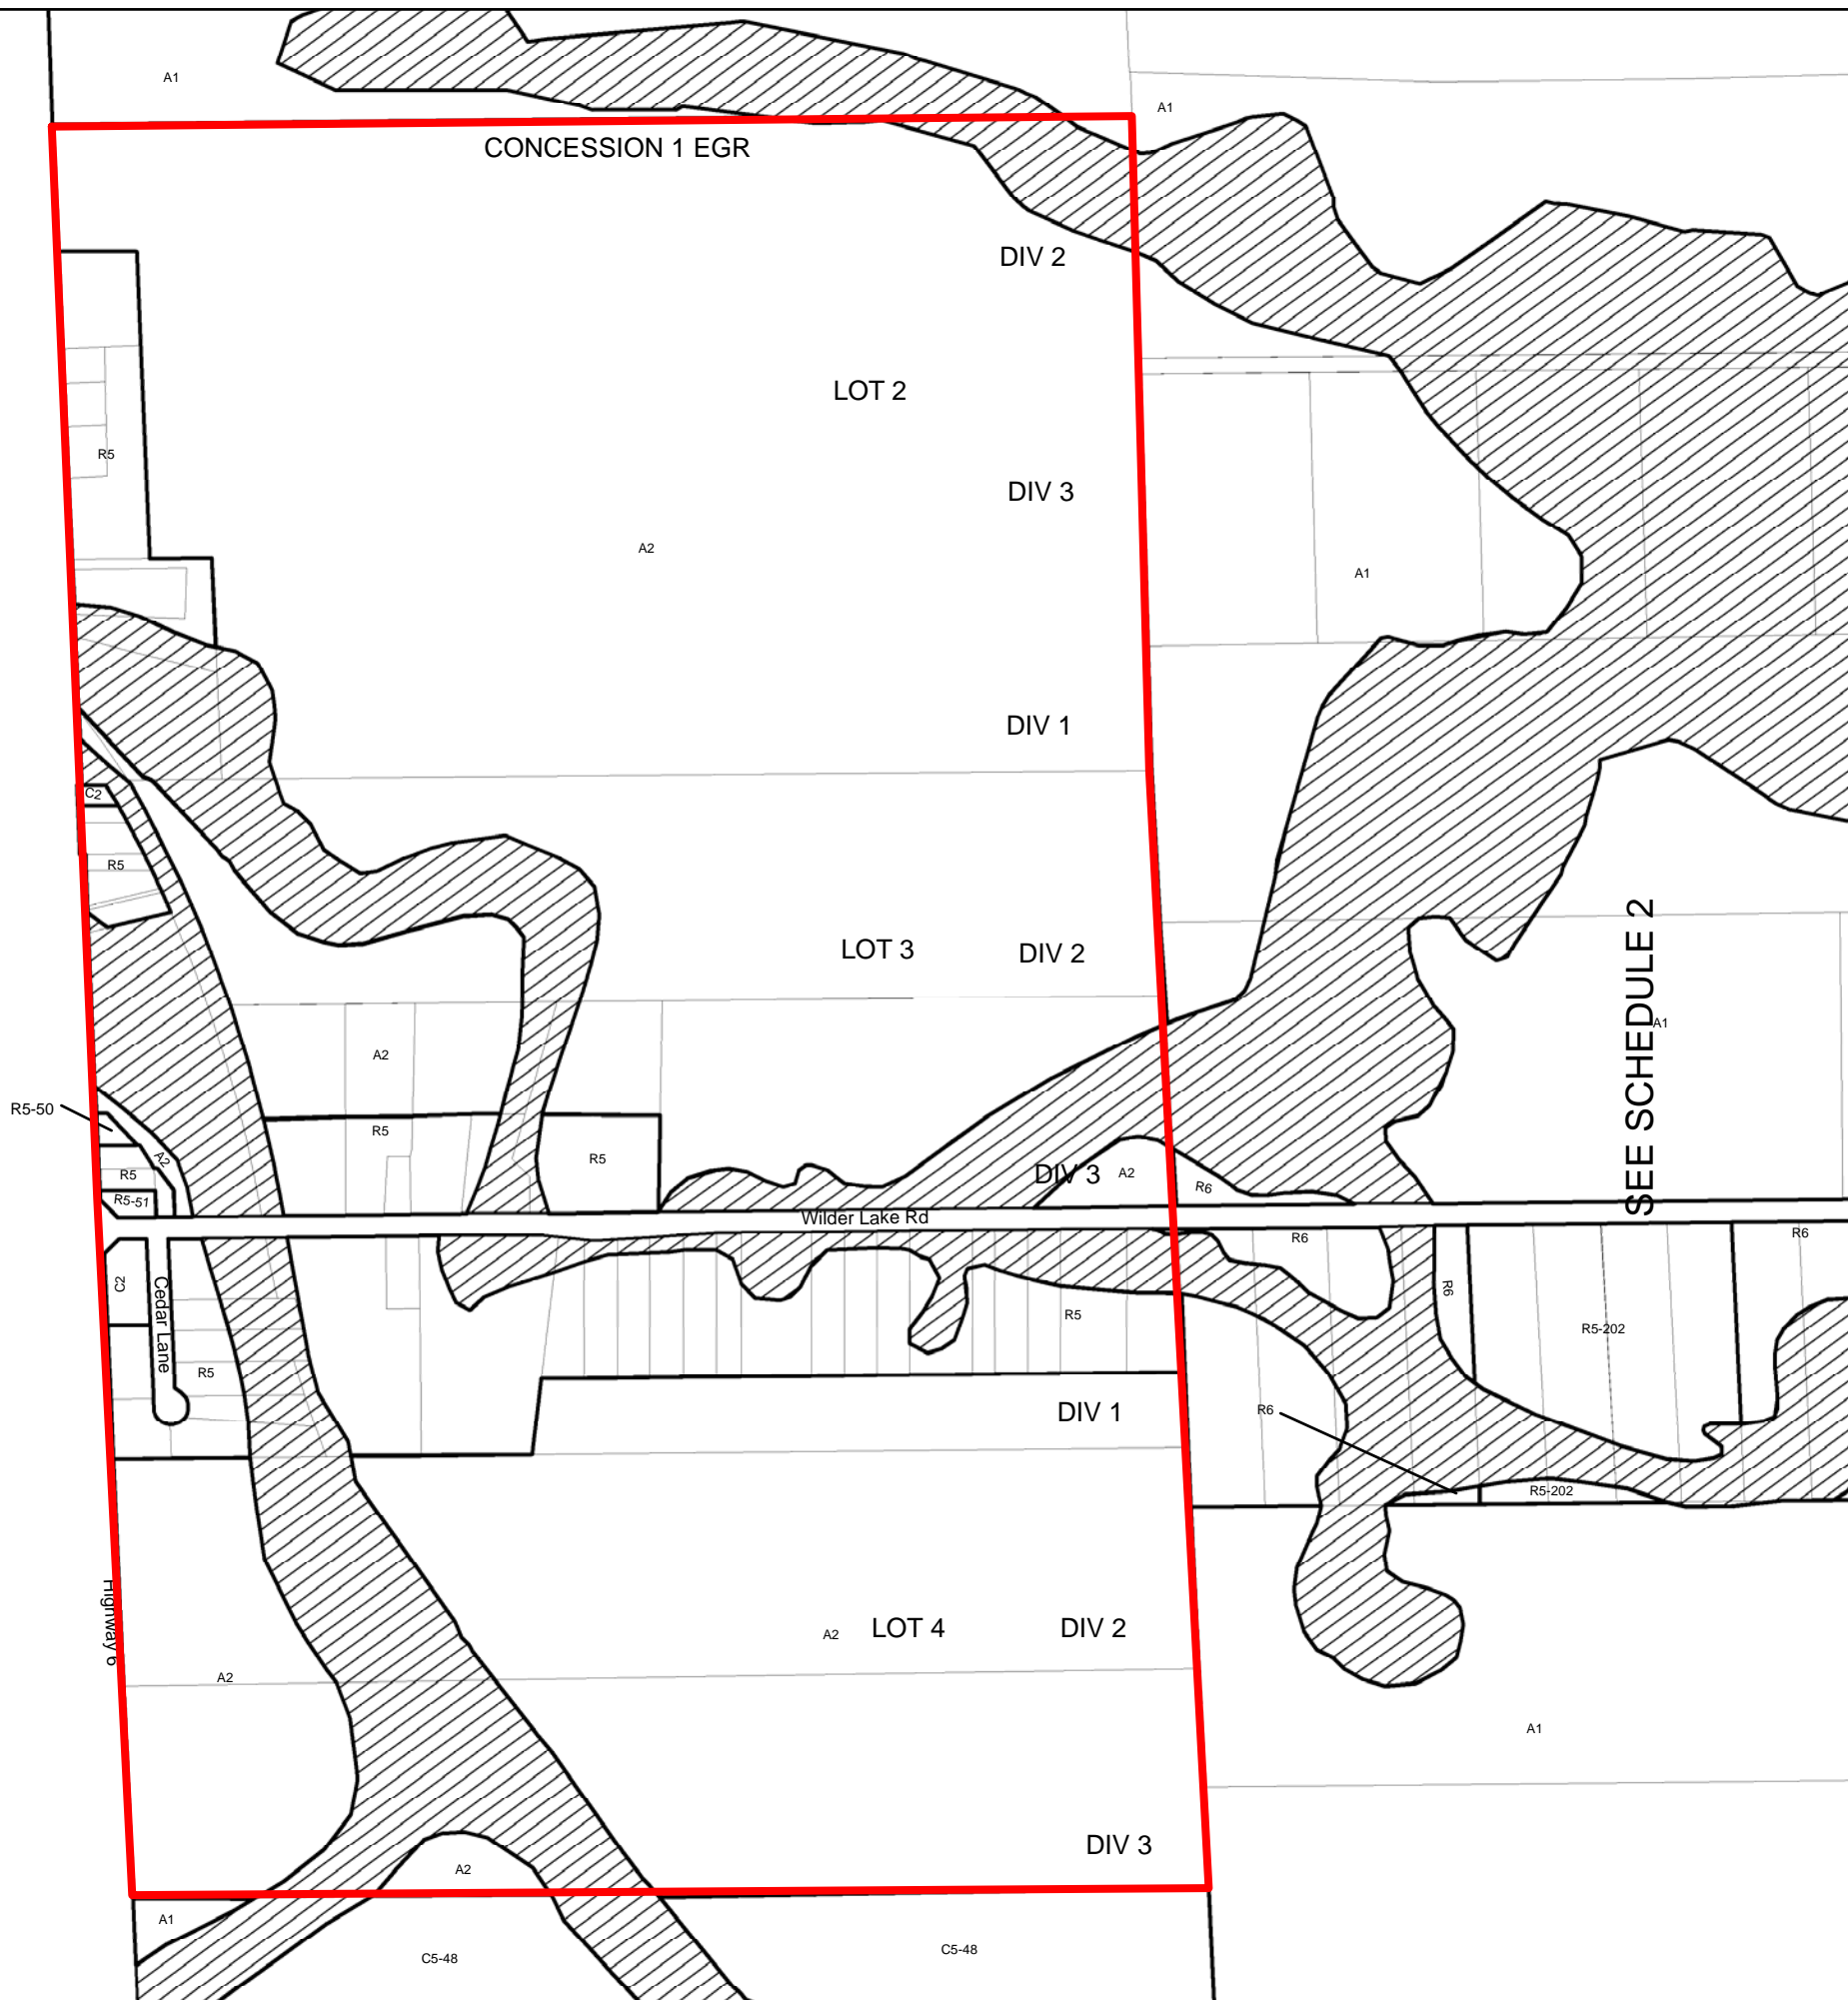 A1
A1
CONCESSION 1 EGR
DIV 2
LOT 2
R5
DIV 3
A2
A1
DIV 1
C2
R5
LOT 3
DIV 2
SEE SCHEDULE 2
A1
A2
R5-50
R5
R5
A2
R5
DIV 3
A2
R6
R5-51
Wilder Lake Rd
R6
R6
C2
Cedar Lane
R6
R5
R5-202
R5
DIV 1
R6
R5-202
Highway 6
A2
LOT 4
DIV 2
A2
A1
DIV 3
A2
A1
C5-48
C5-48